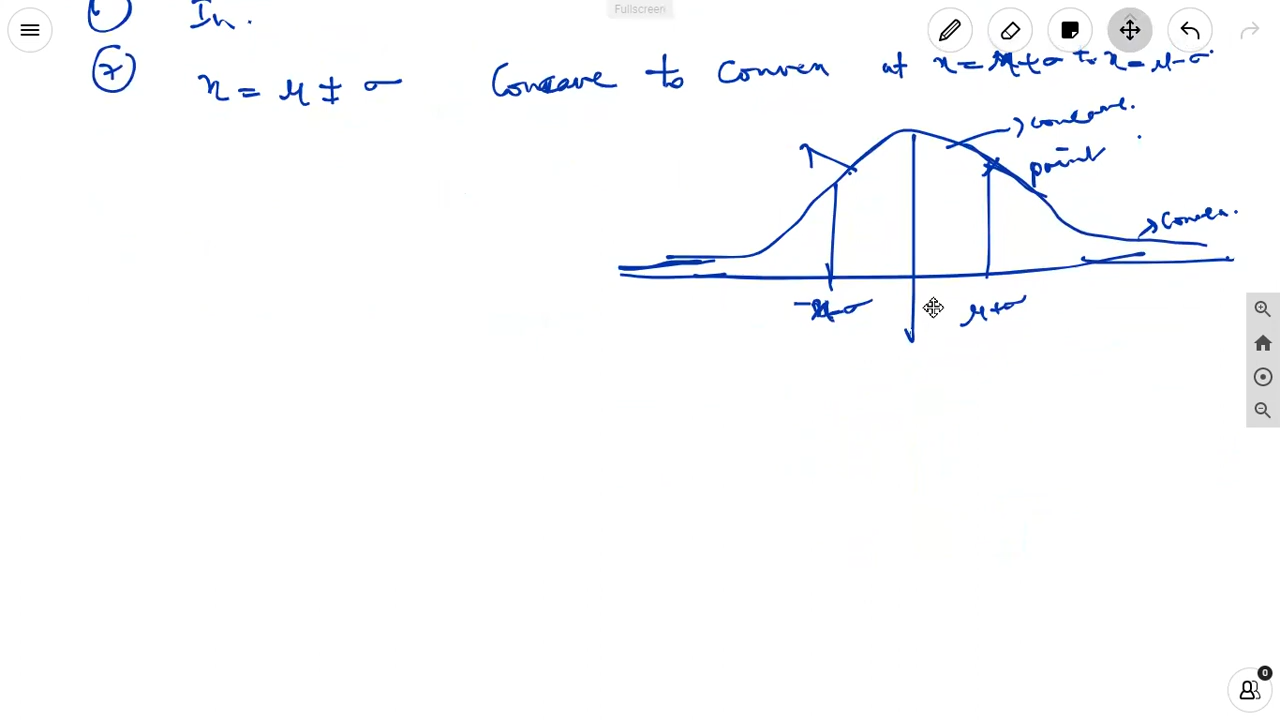 Fullscreen
In.
7 x = μ ± σ Concave to Convex at x = μ+σ to x = μ-σ
concave.
point
Convex.
μ+σ
0